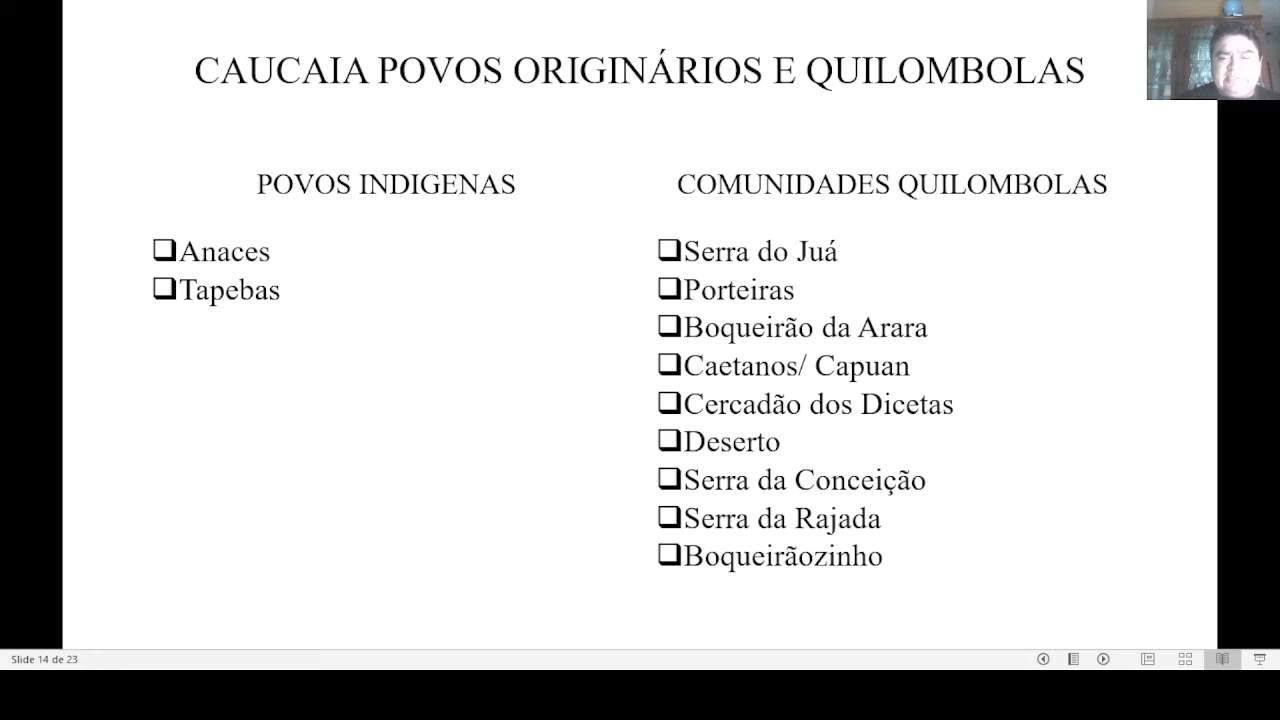 CAUCAIA POVOS ORIGINÁRIOS E QUILOMBOLAS
POVOS INDIGENAS
Anaces
Tapebas
COMUNIDADES QUILOMBOLAS
Serra do Juá
Porteiras
Boqueirão da Arara
Caetanos/ Capuan
Cercadão dos Dicetas
Deserto
Serra da Conceição
Serra da Rajada
Boqueirãozinho
Slide 14 de 23